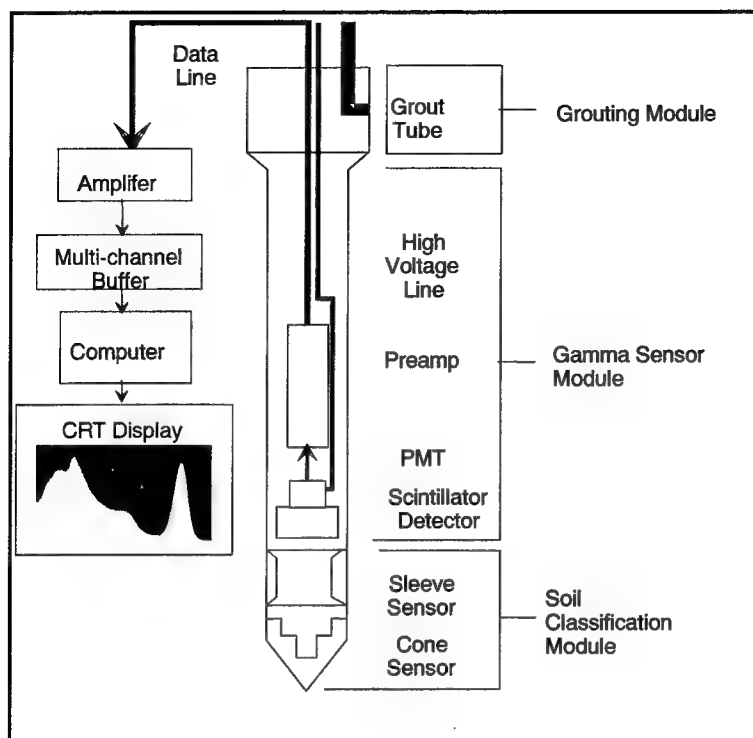 Data
Line
Grout
Tube
Grouting Module
Amplifer
Multi-channel
Buffer
Computer
CRT Display
High
Voltage
Line
Preamp
Gamma Sensor
Module
PMT
Scintillator
Detector
Sleeve
Sensor
Cone
Sensor
Soil
Classification
Module